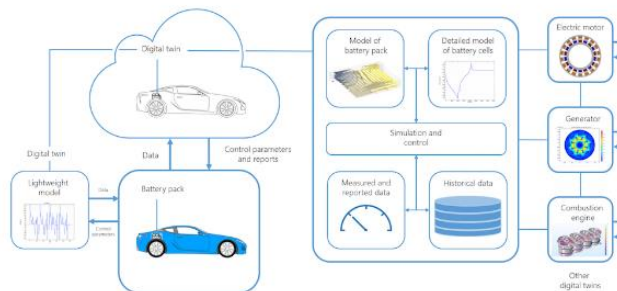 Digital twin
Digital twin
Data
Control parameters
and reports
Lightweight
model
Data
Control
parameters
Battery pack
Model of
battery pack
Detailed model
of battery cells
Simulation and
control
Measured and
reported data
Historical data
Electric motor
Generator
Combustion
engine
Other
digital twins